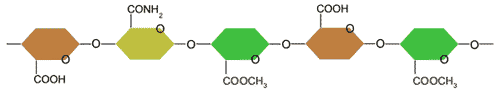 CONH₂ COOH
O O O O O O O
O O
COOH COOCH₃ COOCH₃